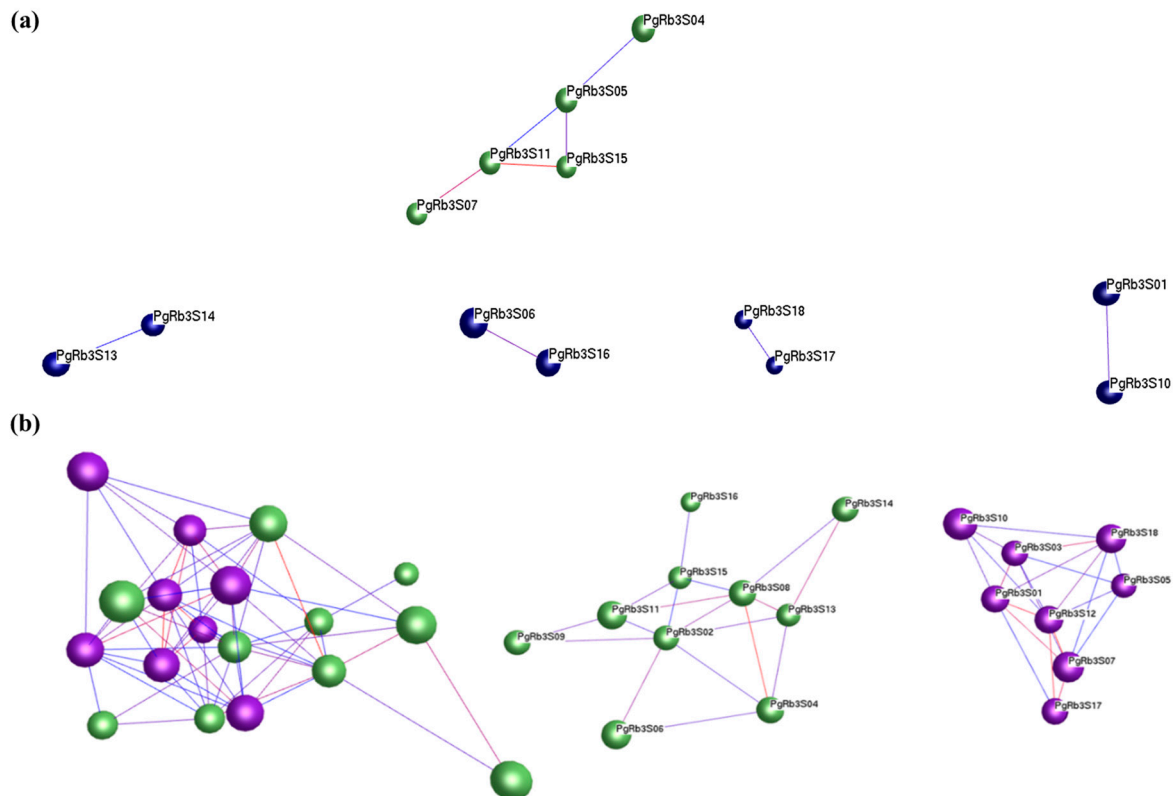 (a)
PgRb3S04
PgRb3S05
PgRb3S11
PgRb3S15
PgRb3S07
PgRb3S14
PgRb3S13
PgRb3S06
PgRb3S16
PgRb3S18
PgRb3S17
PgRb3S01
PgRb3S10
(b)
PgRb3S16
PgRb3S14
PgRb3S15
PgRb3S08
PgRb3S11
PgRb3S13
PgRb3S09
PgRb3S02
PgRb3S04
PgRb3S06
PgRb3S10
PgRb3S18
PgRb3S03
PgRb3S05
PgRb3S01
PgRb3S12
PgRb3S07
PgRb3S17